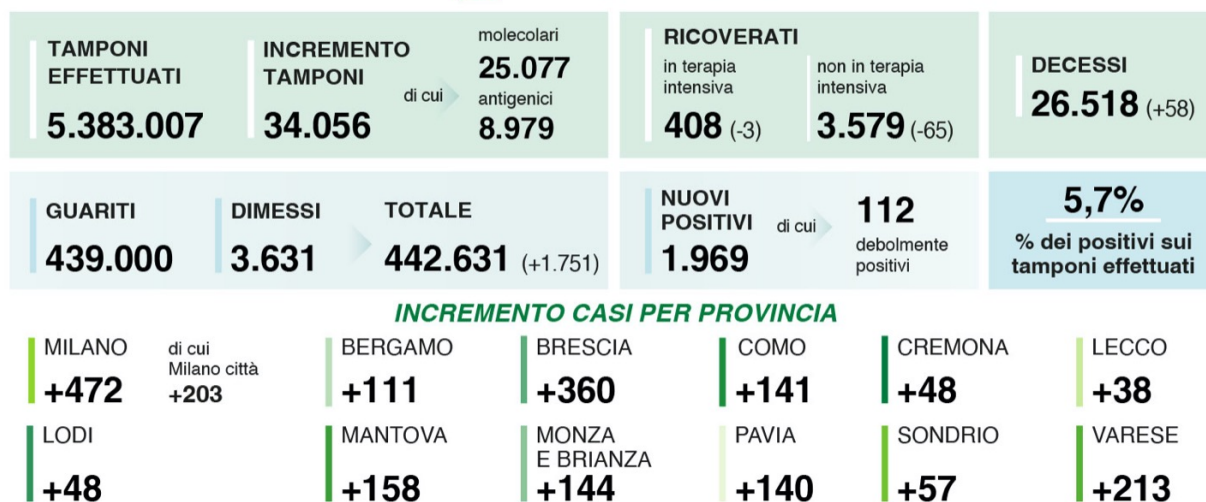 TAMPONI
EFFETTUATI
5.383.007
INCREMENTO
TAMPONI
34.056
di cui
molecolari
25.077
antigenici
8.979
RICOVERATI
in terapia
intensiva
408 (-3)
non in terapia
intensiva
3.579 (-65)
DECESSI
26.518 (+58)
GUARITI
439.000
DIMESSI
3.631
TOTALE
442.631 (+1.751)
NUOVI
POSITIVI
1.969
di cui
112
debolmente
positivi
5,7%
% dei positivi sui
tamponi effettuati
INCREMENTO CASI PER PROVINCIA
MILANO
+472
di cui
Milano città
+203
BERGAMO
+111
BRESCIA
+360
COMO
+141
CREMONA
+48
LECCO
+38
LODI
+48
MANTOVA
+158
MONZA
E BRIANZA
+144
PAVIA
+140
SONDRIO
+57
VARESE
+213